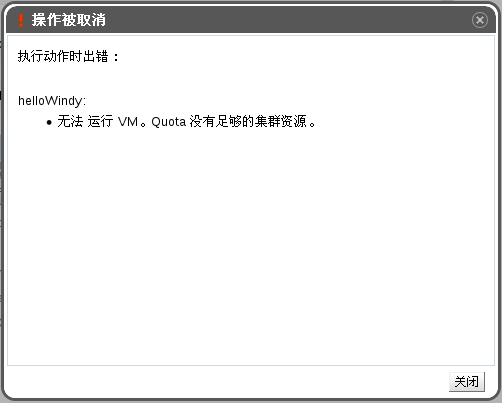 操作被取消
执行动作时出错：
helloWindy:
无法 运行 VM。Quota 没有足够的集群资源。
关闭